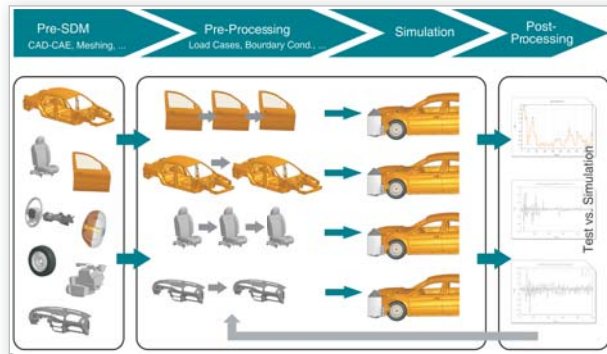 Pre-SDM
CAD-CAE, Meshing, ...
Pre-Processing
Load Cases, Bourdary Cond., ...
Simulation
Post-
Processing
Test vs. Simulation